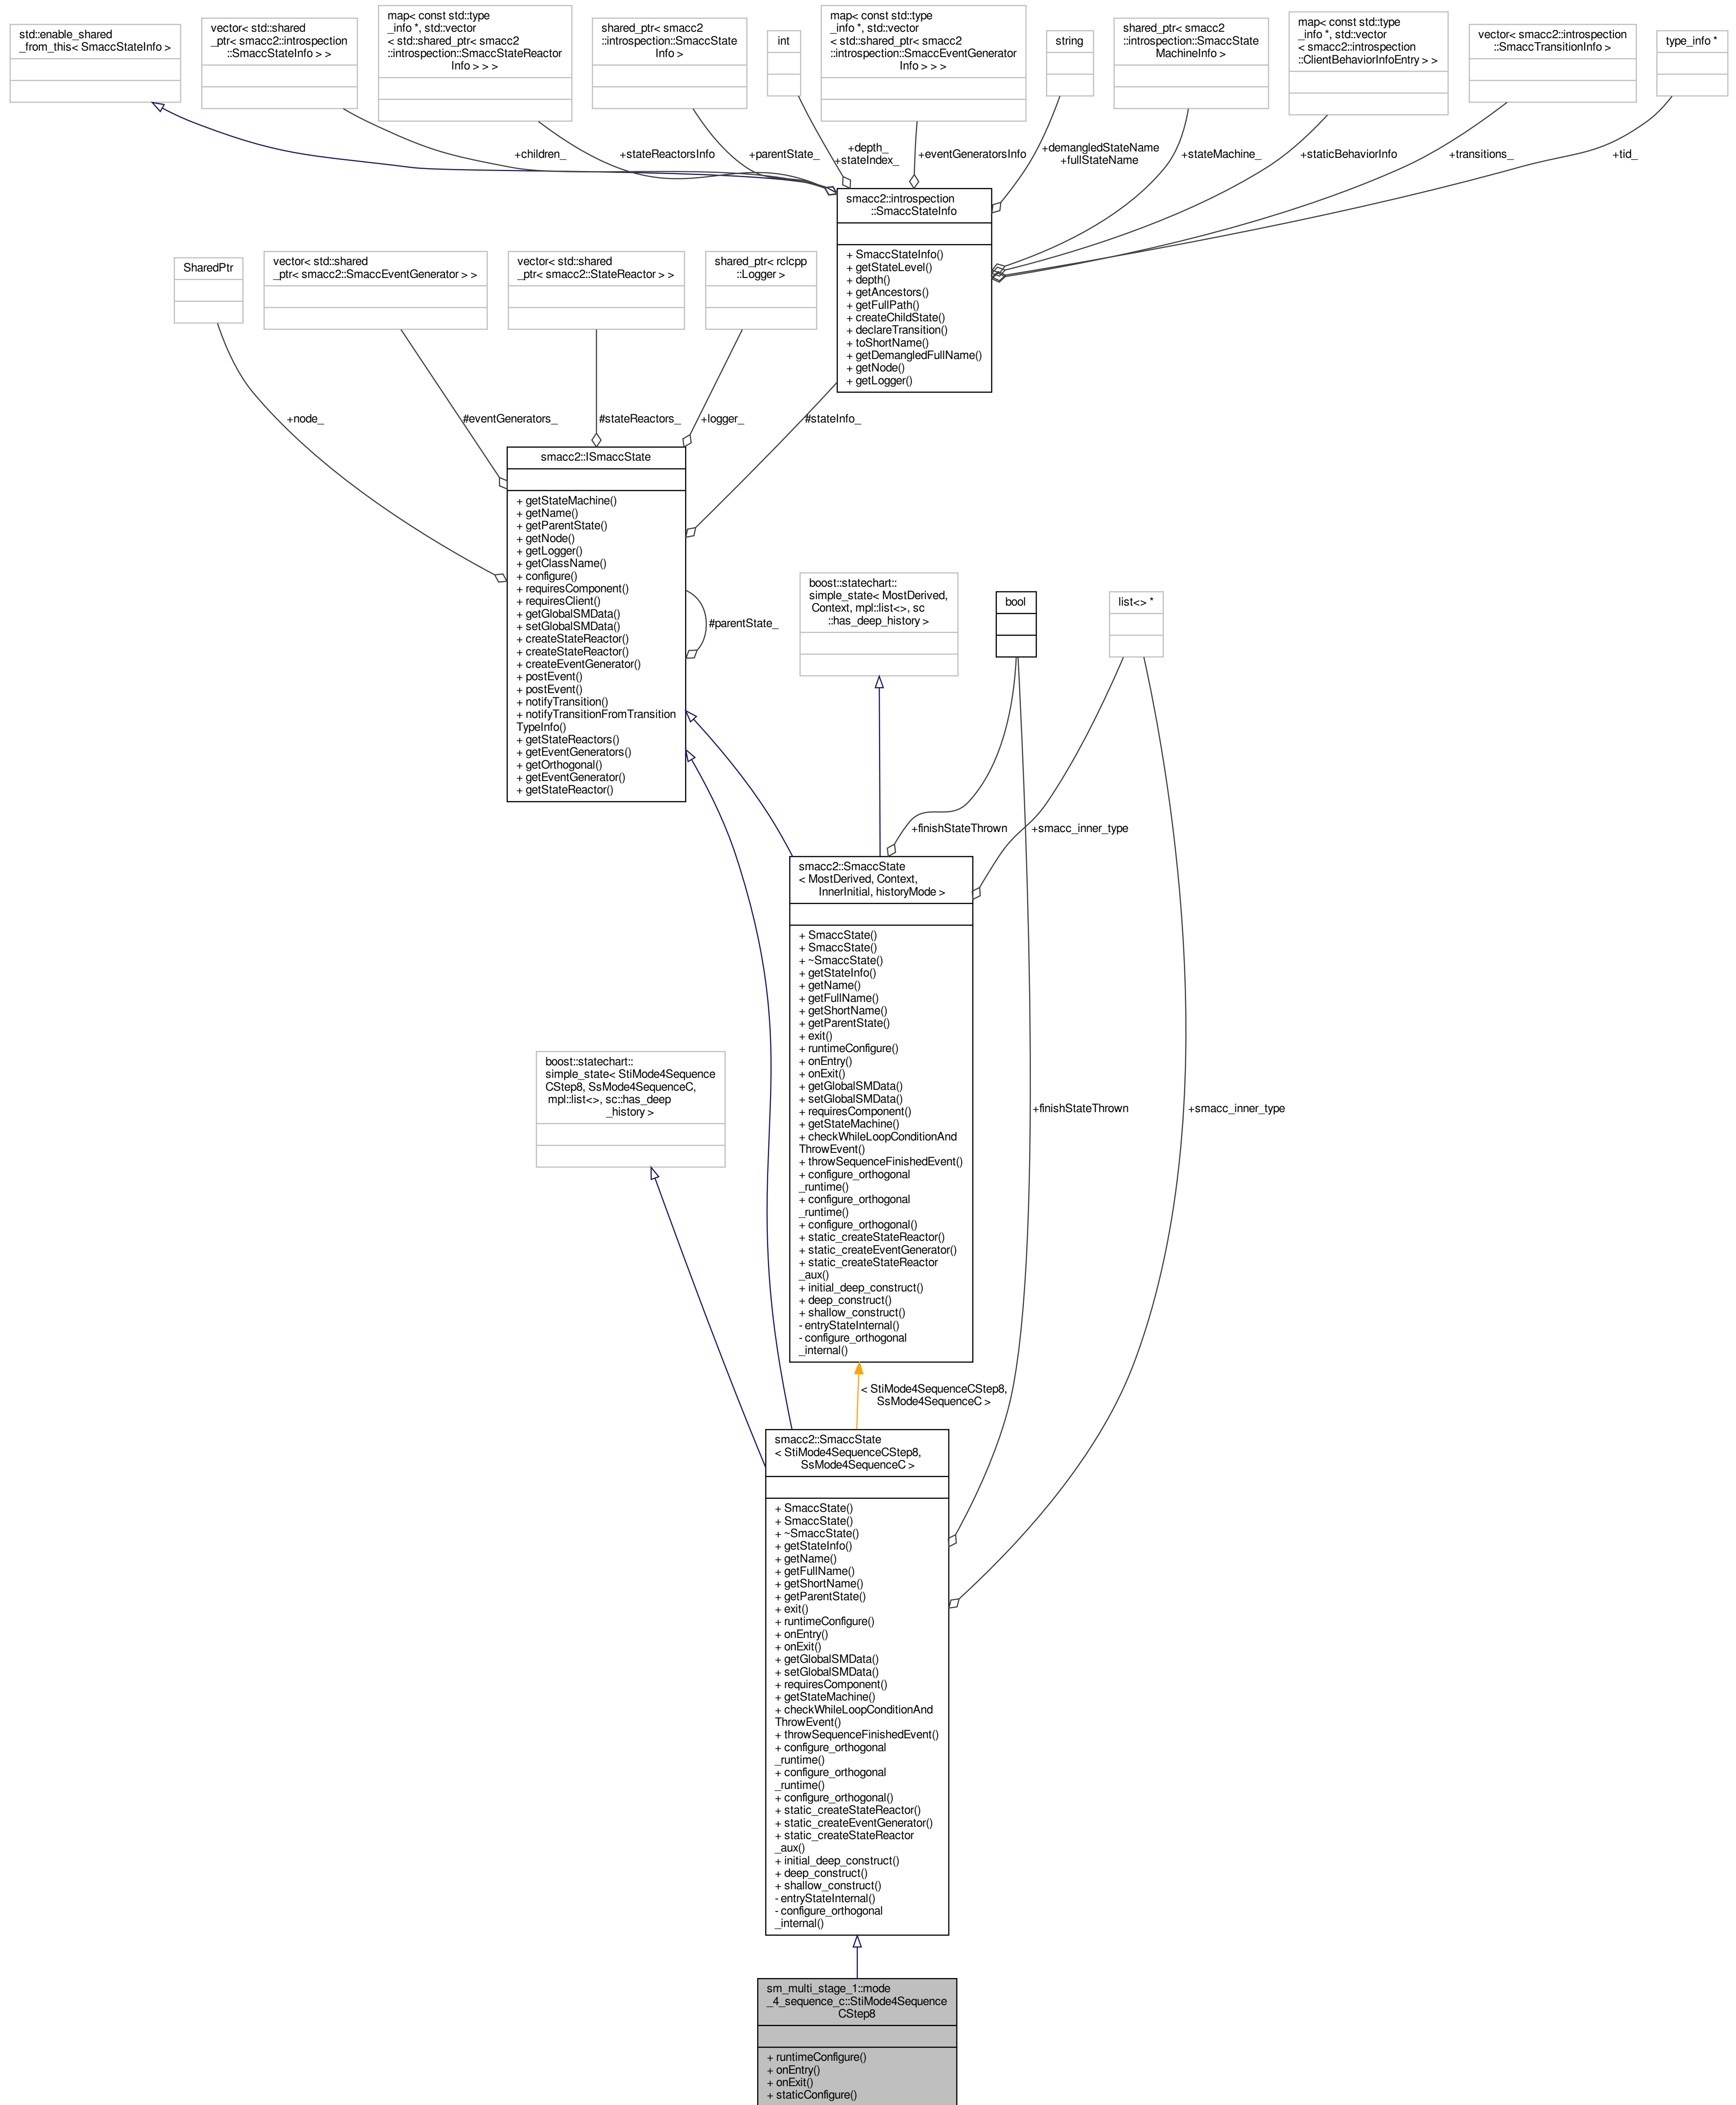 std::enable_shared
_from_this< SmaccStateInfo >
vector< std::shared
_ptr< smacc2::introspection
::SmaccStateInfo > >
map< const std::type
_info *, std::vector
< std::shared_ptr< smacc2
::introspection::SmaccStateReactor
Info > > >
shared_ptr< smacc2
::introspection::SmaccState
Info >
int
map< const std::type
_info *, std::vector
< std::shared_ptr< smacc2
::introspection::SmaccEventGenerator
Info > > >
string
shared_ptr< smacc2
::introspection::SmaccState
MachineInfo >
map< const std::type
_info *, std::vector
< smacc2::introspection
::ClientBehaviorInfoEntry > >
vector< smacc2::introspection
::SmaccTransitionInfo >
type_info *
+children_
+stateReactorsInfo
+parentState_
+depth_
+stateIndex_
+eventGeneratorsInfo
+demangledStateName
+fullStateName
+stateMachine_
+staticBehaviorInfo
+transitions_
+tid_
smacc2::introspection
::SmaccStateInfo
+ SmaccStateInfo()
+ getStateLevel()
+ depth()
+ getAncestors()
+ getFullPath()
+ createChildState()
+ declareTransition()
+ toShortName()
+ getDemangledFullName()
+ getNode()
+ getLogger()
SharedPtr
vector< std::shared
_ptr< smacc2::SmaccEventGenerator > >
vector< std::shared
_ptr< smacc2::StateReactor > >
shared_ptr< rclcpp
::Logger >
+node_
#eventGenerators_
#stateReactors_
+logger_
#stateInfo_
smacc2::ISmaccState
+ getStateMachine()
+ getName()
+ getParentState()
+ getNode()
+ getLogger()
+ getClassName()
+ configure()
+ requiresComponent()
+ requiresClient()
+ getGlobalSMData()
+ setGlobalSMData()
+ createStateReactor()
+ createStateReactor()
+ createEventGenerator()
+ postEvent()
+ postEvent()
+ notifyTransition()
+ notifyTransitionFromTransition
TypeInfo()
+ getStateReactors()
+ getEventGenerators()
+ getOrthogonal()
+ getEventGenerator()
+ getStateReactor()
#parentState_
boost::statechart::
simple_state< MostDerived,
Context, mpl::list<>, sc
::has_deep_history >
bool
list<> *
+finishStateThrown
+smacc_inner_type
smacc2::SmaccState
< MostDerived, Context,
InnerInitial, historyMode >
+ SmaccState()
+ SmaccState()
+ ~SmaccState()
+ getStateInfo()
+ getName()
+ getFullName()
+ getShortName()
+ getParentState()
+ exit()
+ runtimeConfigure()
+ onEntry()
+ onExit()
+ getGlobalSMData()
+ setGlobalSMData()
+ requiresComponent()
+ getStateMachine()
+ checkWhileLoopConditionAnd
ThrowEvent()
+ throwSequenceFinishedEvent()
+ configure_orthogonal
_runtime()
+ configure_orthogonal
_runtime()
+ configure_orthogonal()
+ static_createStateReactor()
+ static_createEventGenerator()
+ static_createStateReactor
_aux()
+ initial_deep_construct()
+ deep_construct()
+ shallow_construct()
- entryStateInternal()
- configure_orthogonal
_internal()
boost::statechart::
simple_state< StiMode4Sequence
CStep8, SsMode4SequenceC,
mpl::list<>, sc::has_deep
_history >
+finishStateThrown
+smacc_inner_type
< StiMode4SequenceCStep8,
SsMode4SequenceC >
smacc2::SmaccState
< StiMode4SequenceCStep8,
SsMode4SequenceC >
+ SmaccState()
+ SmaccState()
+ ~SmaccState()
+ getStateInfo()
+ getName()
+ getFullName()
+ getShortName()
+ getParentState()
+ exit()
+ runtimeConfigure()
+ onEntry()
+ onExit()
+ getGlobalSMData()
+ setGlobalSMData()
+ requiresComponent()
+ getStateMachine()
+ checkWhileLoopConditionAnd
ThrowEvent()
+ throwSequenceFinishedEvent()
+ configure_orthogonal
_runtime()
+ configure_orthogonal
_runtime()
+ configure_orthogonal()
+ static_createStateReactor()
+ static_createEventGenerator()
+ static_createStateReactor
_aux()
+ initial_deep_construct()
+ deep_construct()
+ shallow_construct()
- entryStateInternal()
- configure_orthogonal
_internal()
sm_multi_stage_1::mode
_4_sequence_c::StiMode4Sequence
CStep8
+ runtimeConfigure()
+ onEntry()
+ onExit()
+ staticConfigure()